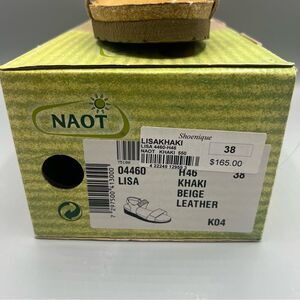 NAOT
Shoenique
LISAKHAKI
LISA 4460-H46
NAOT KHAKI 550
38
$165.00
04460 H46 38
LISA KHAKI
BEIGE
LEATHER
K04